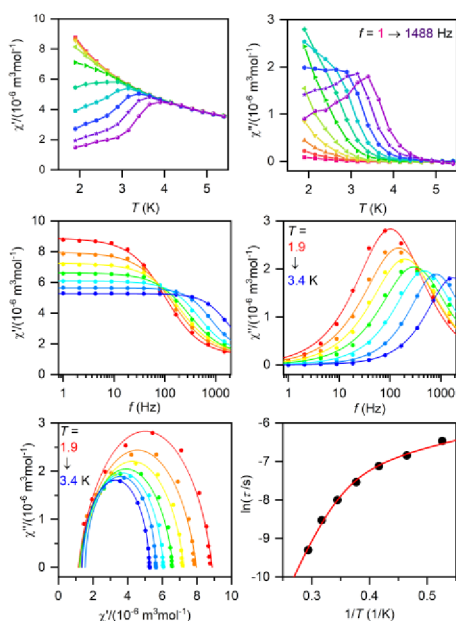 χ'/(10⁻⁶ m³mol⁻¹)
10
8
6
4
2
0
2 3 4 5
T (K)
χ''/(10⁻⁶ m³mol⁻¹)
f = 1 → 1488 Hz
3
2
1
0
2 3 4 5
T (K)
χ'/(10⁻⁶ m³mol⁻¹)
10
8
6
4
2
0
T =
1.9
↓
3.4 K
1 10 100 1000
f (Hz)
χ''/(10⁻⁶ m³mol⁻¹)
3
2
1
0
T =
1.9
↓
3.4 K
1 10 100 1000
f (Hz)
χ''/(10⁻⁶ m³mol⁻¹)
3
2
1
0
T =
1.9
↓
3.4 K
0 2 4 6 8 10
χ'/(10⁻⁶ m³mol⁻¹)
ln(τ/s)
-6
-7
-8
-9
-10
0.3 0.4 0.5
1/T (1/K)